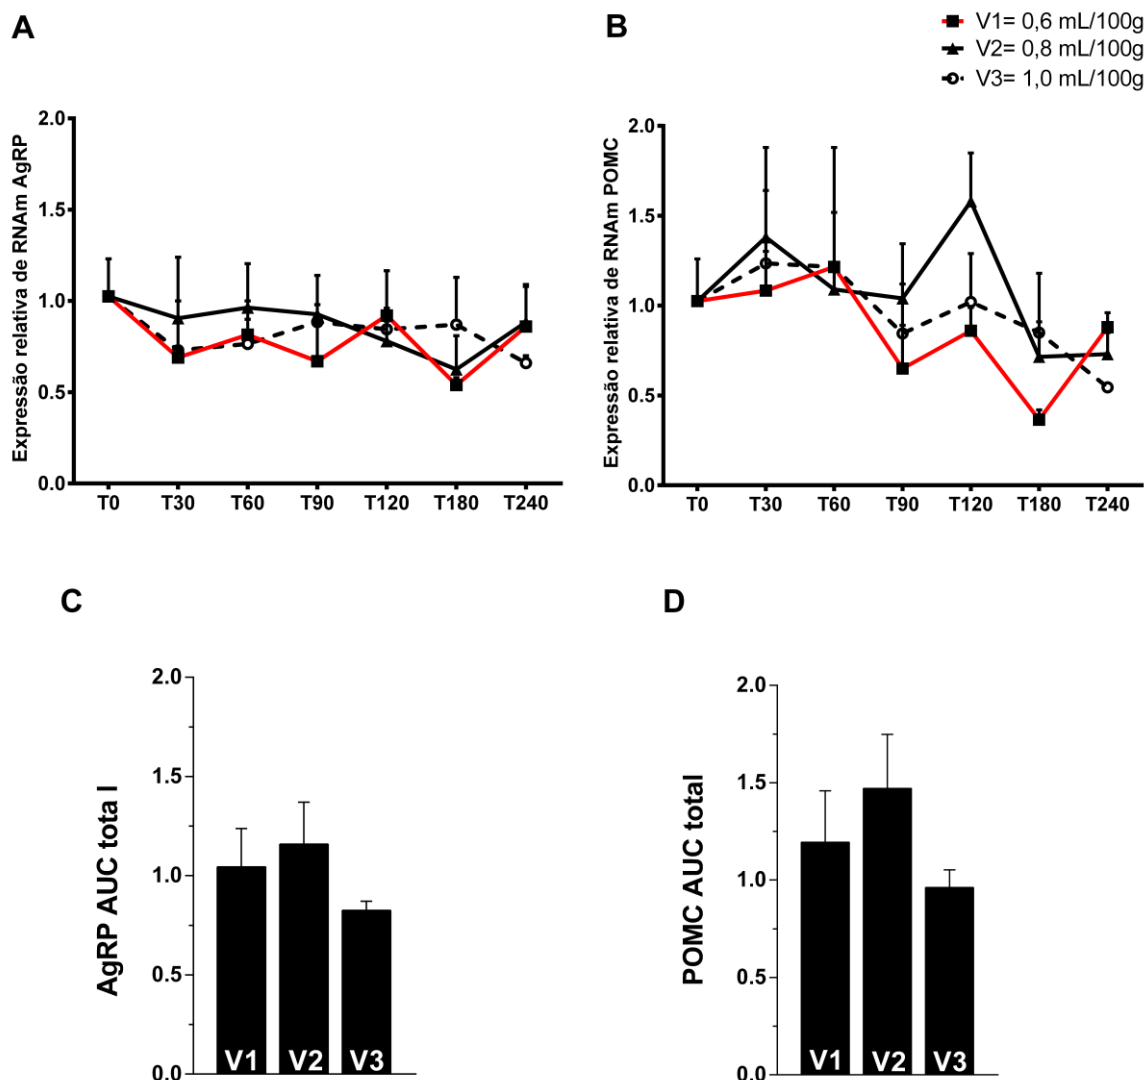 A
B
V1= 0,6 mL/100g
V2= 0,8 mL/100g
V3= 1,0 mL/100g
Expressão relativa de RNAm AgRP
2.0
1.5
1.0
0.5
0.0
T0 T30 T60 T90 T120 T180 T240
Expressão relativa de RNAm POMC
2.0
1.5
1.0
0.5
0.0
T0 T30 T60 T90 T120 T180 T240
C
D
AgRP AUC tota l
2.0
1.5
1.0
0.5
0.0
V1 V2 V3
POMC AUC total
2.0
1.5
1.0
0.5
0.0
V1 V2 V3